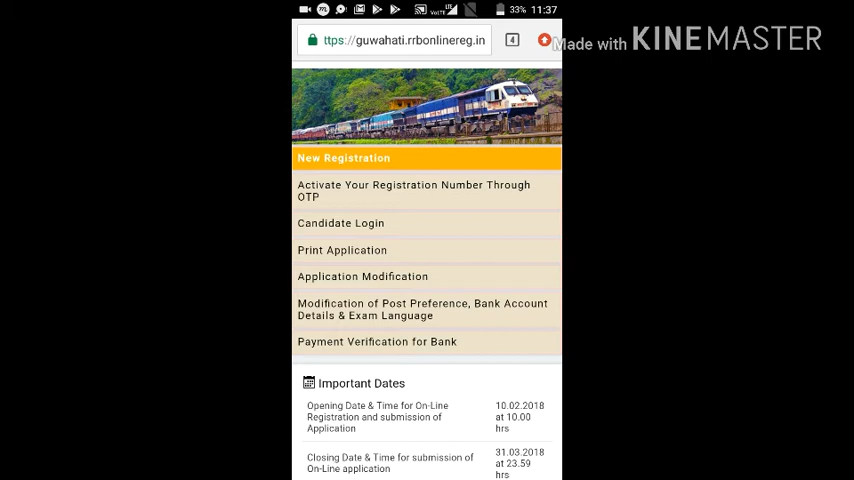 33% 11:37
ttps://guwahati.rrbonlinereg.in
4
Made with KINEMASTER
New Registration
Activate Your Registration Number Through
OTP
Candidate Login
Print Application
Application Modification
Modification of Post Preference, Bank Account
Details & Exam Language
Payment Verification for Bank
Important Dates
Opening Date & Time for On-Line
Registration and submission of
Application
10.02.2018
at 10.00
hrs
Closing Date & Time for submission of
On-Line application
31.03.2018
at 23.59
hrs